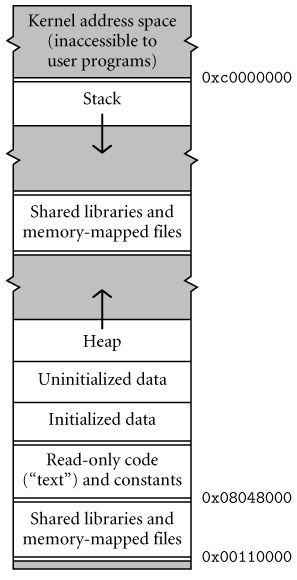 Kernel address space
(inaccessible to
user programs)
0xc0000000
Stack
Shared libraries and
memory-mapped files
Heap
Uninitialized data
Initialized data
Read-only code
(“text”) and constants
0x08048000
Shared libraries and
memory-mapped files
0x00110000